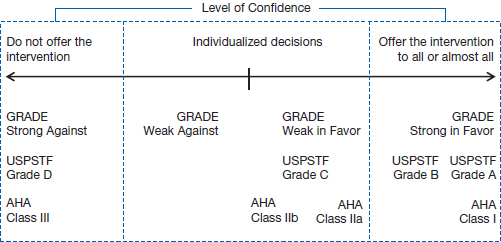 Level of Confidence
Do not offer the
intervention
Individualized decisions
Offer the intervention
to all or almost all
GRADE
Strong Against
GRADE
Weak Against
GRADE
Weak in Favor
GRADE
Strong in Favor
USPSTF
Grade D
USPSTF
Grade C
USPSTF
Grade B
USPSTF
Grade A
AHA
Class III
AHA
Class IIb
AHA
Class IIa
AHA
Class I